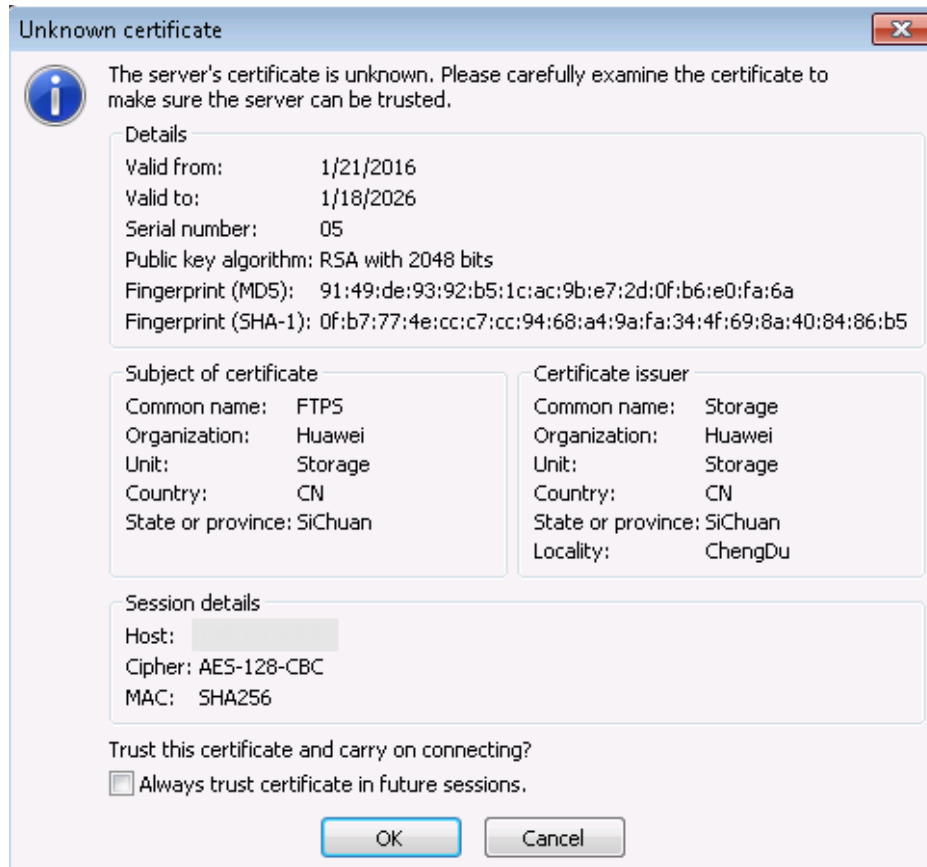 Unknown certificate
The server's certificate is unknown. Please carefully examine the certificate to
make sure the server can be trusted.
Details
Valid from: 1/21/2016
Valid to: 1/18/2026
Serial number: 05
Public key algorithm: RSA with 2048 bits
Fingerprint (MD5): 91:49:de:93:92:b5:1c:ac:9b:e7:2d:0f:b6:e0:fa:6a
Fingerprint (SHA-1): 0f:b7:77:4e:cc:c7:cc:94:68:a4:9a:fa:34:4f:69:8a:40:84:86:b5
Subject of certificate
Common name: FTPS
Organization: Huawei
Unit: Storage
Country: CN
State or province: SiChuan
Certificate issuer
Common name: Storage
Organization: Huawei
Unit: Storage
Country: CN
State or province: SiChuan
Locality: ChengDu
Session details
Host:
Cipher: AES-128-CBC
MAC: SHA256
Trust this certificate and carry on connecting?
Always trust certificate in future sessions.
OK
Cancel